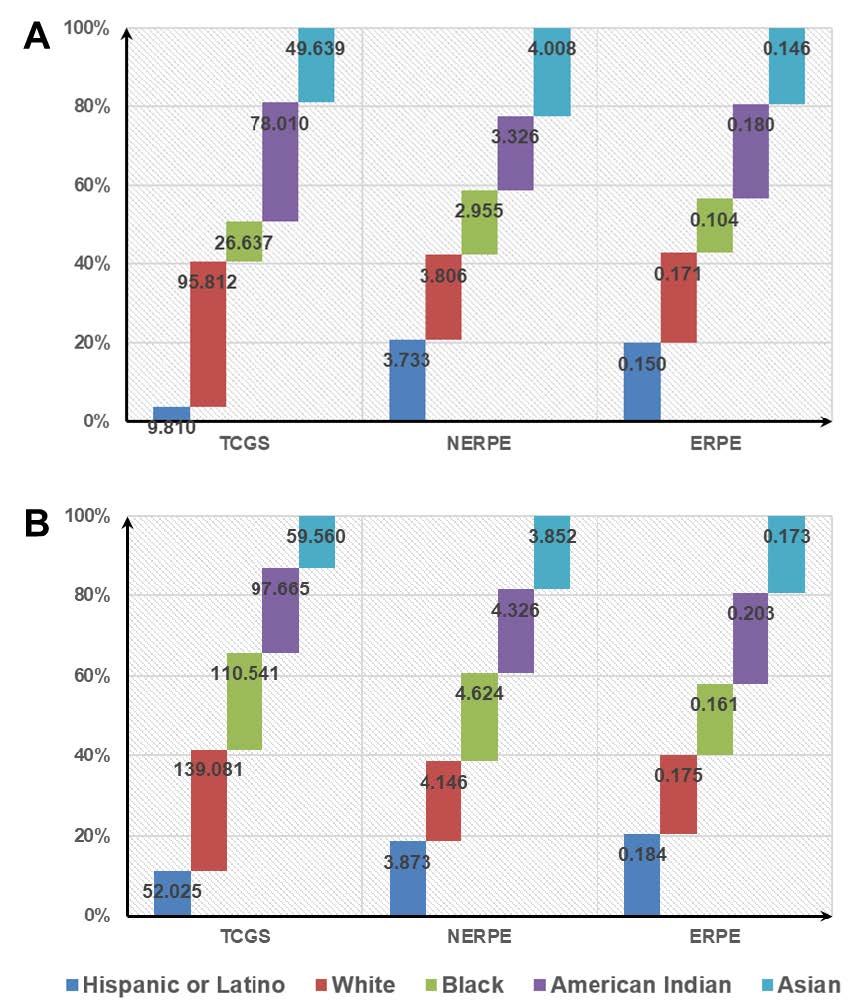 A
100%
49.639 4.008 0.146
80%
78.010 3.326 0.180
60%
2.955 0.104
26.637
40%
95.812 3.806 0.171
20%
3.733 0.150
0%
9.810
TCGS NERPE ERPE
B
100%
59.560 3.852 0.173
80%
97.665 4.326 0.203
60%
110.541 4.624 0.161
40%
139.081 4.146 0.175
20%
52.025 3.873 0.184
0%
TCGS NERPE ERPE
Hispanic or Latino White Black American Indian Asian